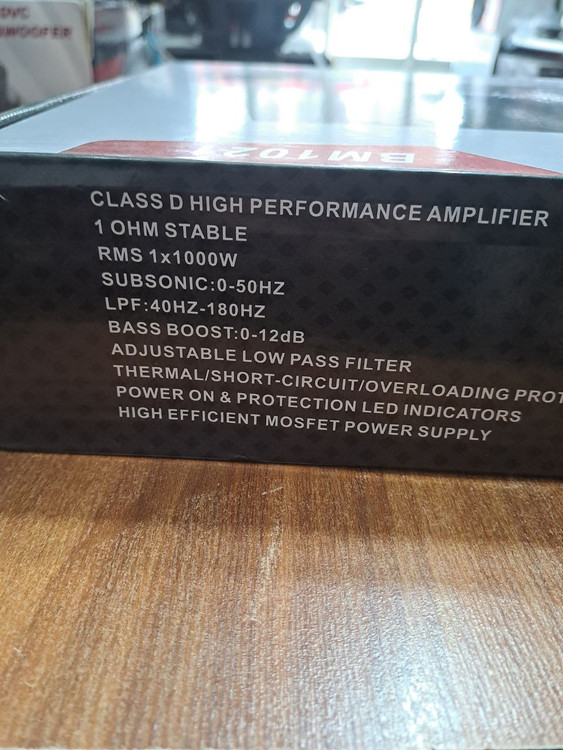 DVC
BM102
CLASS D HIGH PERFORMANCE AMPLIFIER
1 OHM STABLE
RMS 1x1000W
SUBSONIC:0-50HZ
LPF:40HZ-180HZ
BASS BOOST:0-12dB
ADJUSTABLE LOW PASS FILTER
THERMAL/SHORT-CIRCUIT/OVERLOADING PROT
POWER ON & PROTECTION LED INDICATORS
HIGH EFFICIENT MOSFET POWER SUPPLY